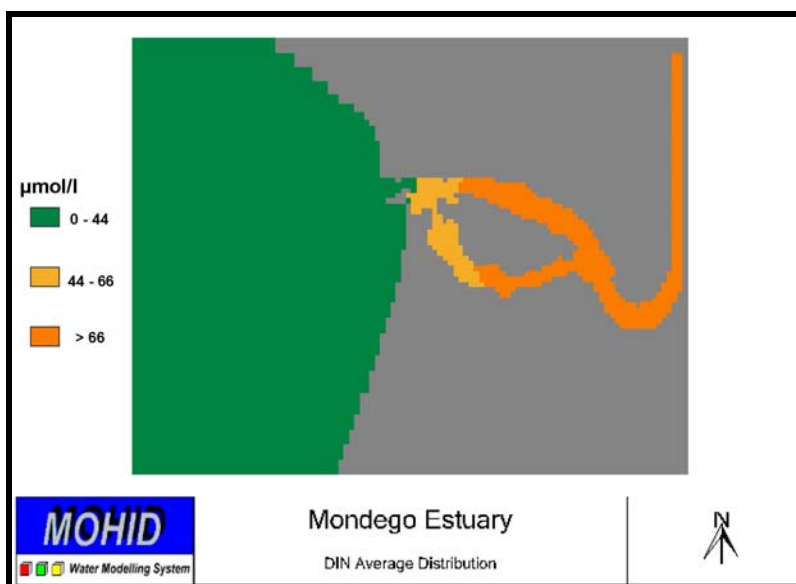 µmol/l
0 - 44
44 - 66
> 66
MOHID
Water Modelling System
Mondego Estuary
DIN Average Distribution
N